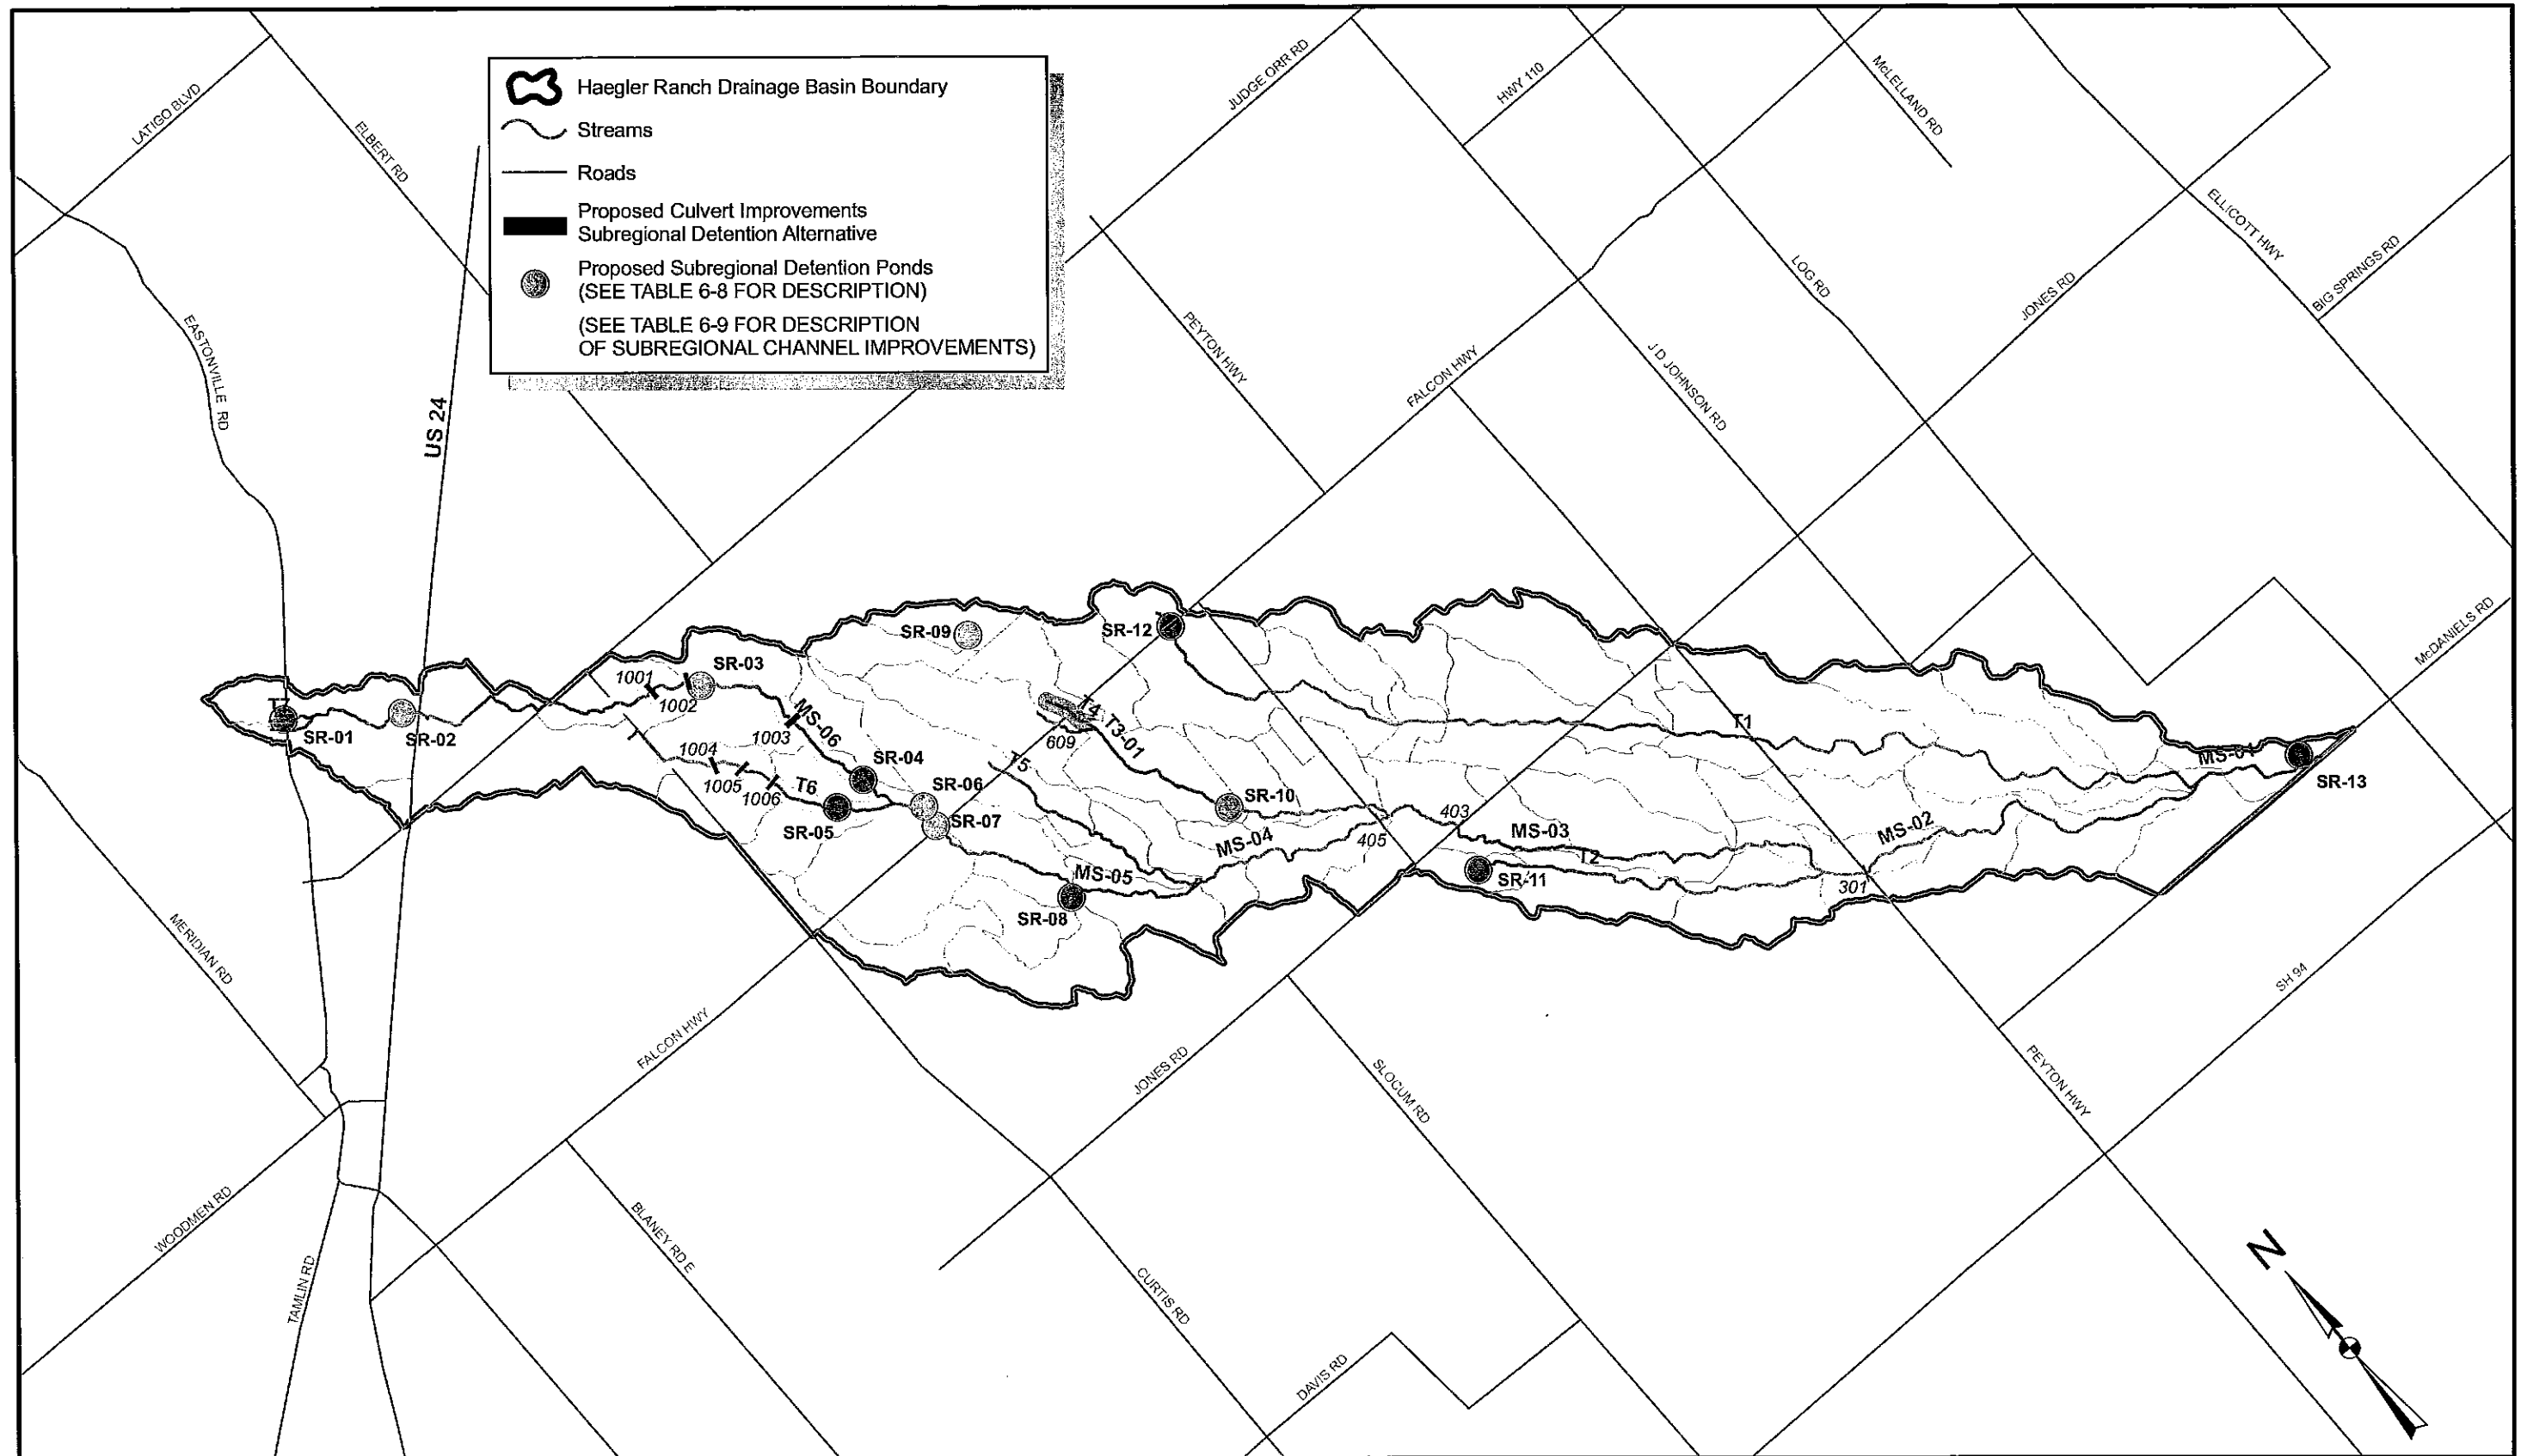 JUDGE ORR RD
HWY 110
McLELLAND RD
LATIGO BLVD
ELBERT RD
Haegler Ranch Drainage Basin Boundary
Streams
Roads
Proposed Culvert Improvements
Subregional Detention Alternative
Proposed Subregional Detention Ponds
(SEE TABLE 6-8 FOR DESCRIPTION)
(SEE TABLE 6-9 FOR DESCRIPTION
OF SUBREGIONAL CHANNEL IMPROVEMENTS)
ELLICOTT HWY
BIG SPRINGS RD
LOG RD
JONES RD
EASTONVILLE RD
US 24
PEYTON HWY
FALCON HWY
J D JOHNSON RD
McDANIELS RD
SR-09
SR-12
SR-03
1001
1002
T7
SR-01
SR-02
MS-06
1003
T4
T3-01
609
T1
MS-01
SR-13
1004
1005
1006
T6
SR-04
SR-05
SR-06
SR-07
T5
SR-10
403
405
MS-03
MS-04
MS-02
T2
SR-11
301
MS-05
SR-08
MERIDIAN RD
FALCON HWY
JONES RD
SLOCUM RD
SH 94
PEYTON HWY
WOODMEN RD
TAMLIN RD
BLANEY RD E
CURTIS RD
DAVIS RD
N